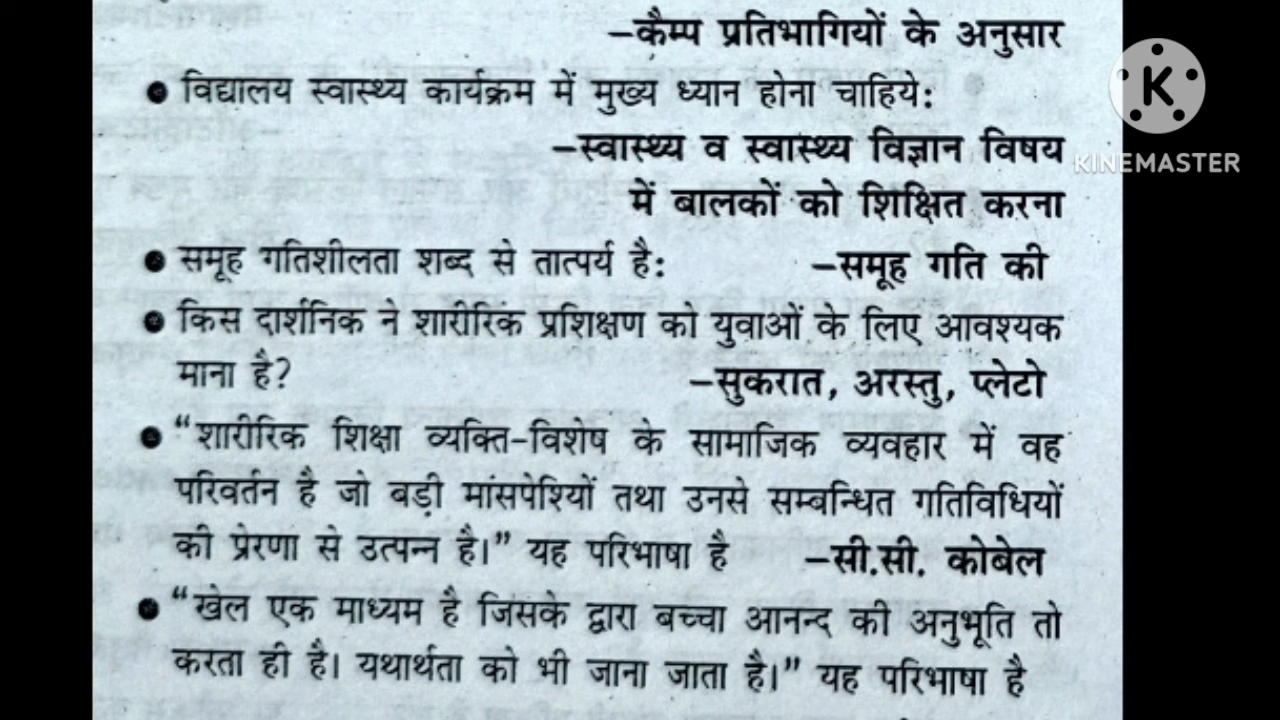 –कैम्प प्रतिभागियों के अनुसार
● विद्यालय स्वास्थ्य कार्यक्रम में मुख्य ध्यान होना चाहिये:
–स्वास्थ्य व स्वास्थ्य विज्ञान विषय
में बालकों को शिक्षित करना
● समूह गतिशीलता शब्द से तात्पर्य है: –समूह गति की
● किस दार्शनिक ने शारीरिक प्रशिक्षण को युवाओं के लिए आवश्यक
माना है? –सुकरात, अरस्तु, प्लेटो
● “शारीरिक शिक्षा व्यक्ति-विशेष के सामाजिक व्यवहार में वह
परिवर्तन है जो बड़ी मांसपेश्यिों तथा उनसे सम्बन्धित गतिविधियों
की प्रेरणा से उत्पन्न है।” यह परिभाषा है –सी.सी. कोबेल
● “खेल एक माध्यम है जिसके द्वारा बच्चा आनन्द की अनुभूति तो
करता ही है। यथार्थता को भी जाना जाता है।” यह परिभाषा है
K
KINEMASTER